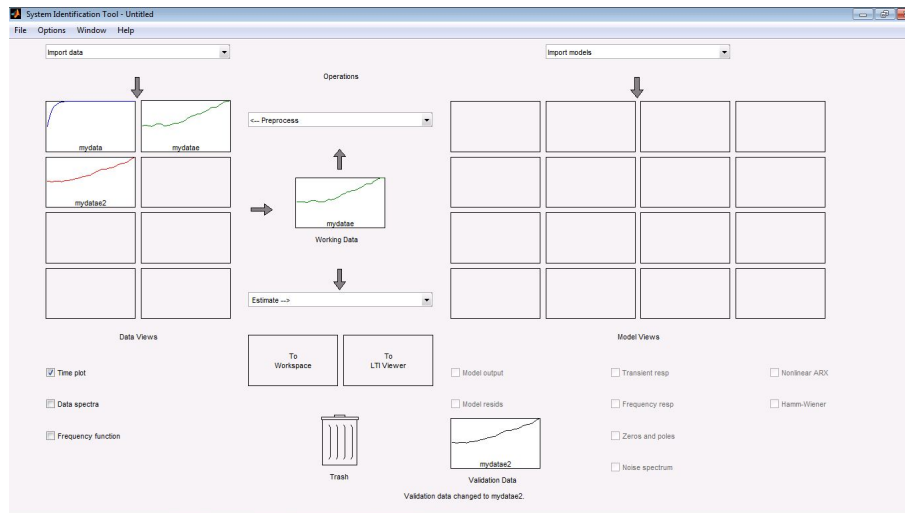 System Identification Tool - Untitled
File Options Window Help
Import data
Import models
Operations
<-- Preprocess
mydata
mydatae
mydatae2
mydatae
Working Data
Estimate -->
Data Views
Model Views
To
Workspace
To
LTI Viewer
Time plot
Data spectra
Frequency function
Model output
Transient resp
Nonlinear ARX
Model resids
Frequency resp
Hamm-Wiener
Zeros and poles
Noise spectrum
Trash
mydatae2
Validation Data
Validation data changed to mydatae2.